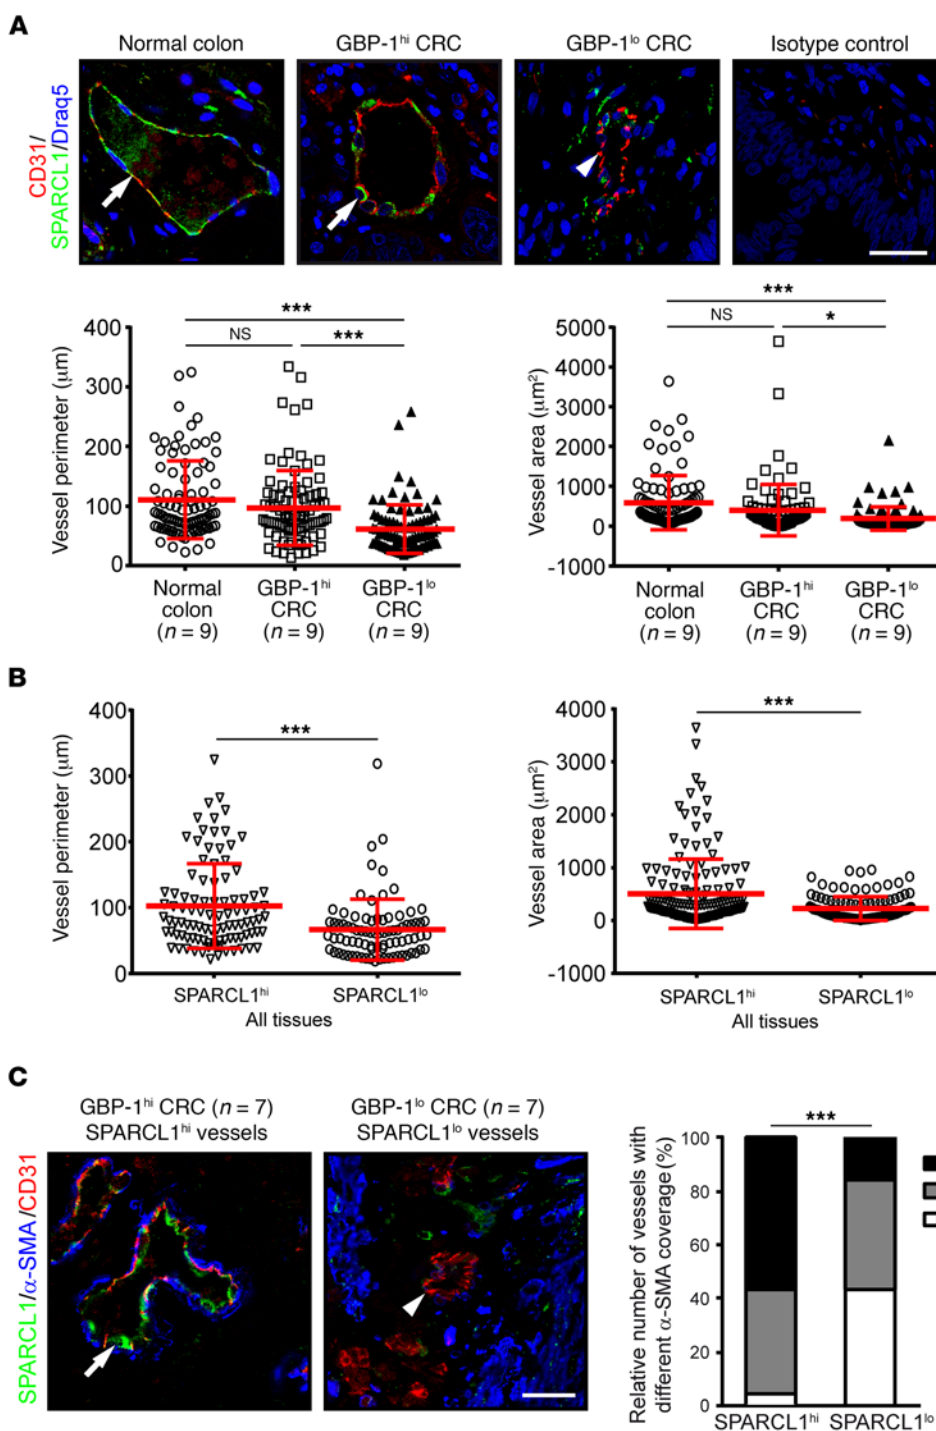 A
Normal colon
GBP-1hi CRC
GBP-1lo CRC
Isotype control
CD31/
SPARCL1/Draq5
***
NS
***
400
300
200
100
0
Vessel perimeter (μm)
Normal
colon
(n = 9)
GBP-1hi
CRC
(n = 9)
GBP-1lo
CRC
(n = 9)
***
NS
*
5000
4000
3000
2000
1000
0
-1000
Vessel area (μm2)
Normal
colon
(n = 9)
GBP-1hi
CRC
(n = 9)
GBP-1lo
CRC
(n = 9)
B
***
400
300
200
100
0
Vessel perimeter (μm)
SPARCL1hi
SPARCL1lo
All tissues
***
4000
3000
2000
1000
0
-1000
Vessel area (μm2)
SPARCL1hi
SPARCL1lo
All tissues
C
GBP-1hi CRC (n = 7)
SPARCL1hi vessels
GBP-1lo CRC (n = 7)
SPARCL1lo vessels
SPARCL1/α-SMA/CD31
***
100
80
60
40
20
0
Relative number of vessels with
different α-SMA coverage (%)
SPARCL1hi
SPARCL1lo